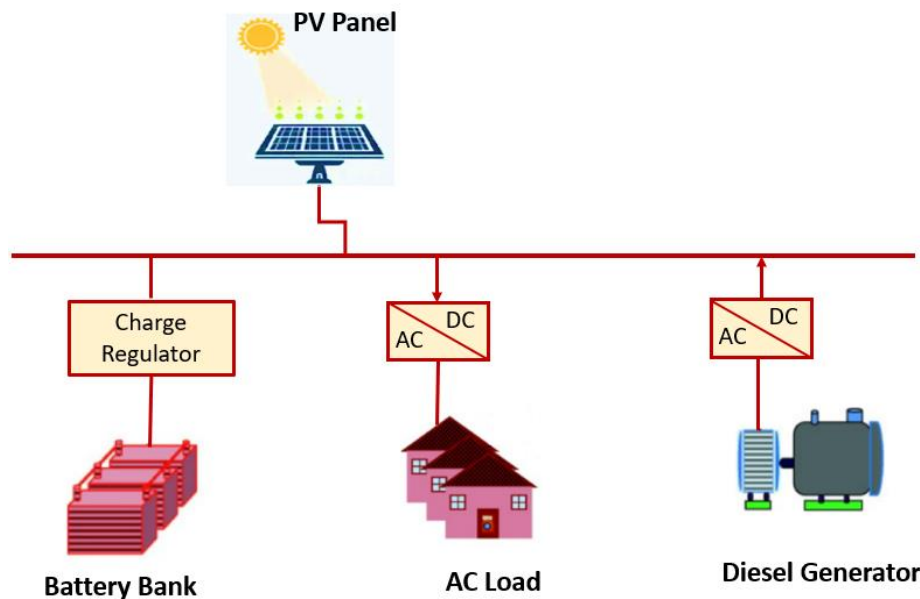 PV Panel
Charge
Regulator
DC
AC
DC
AC
Battery Bank
AC Load
Diesel Generator